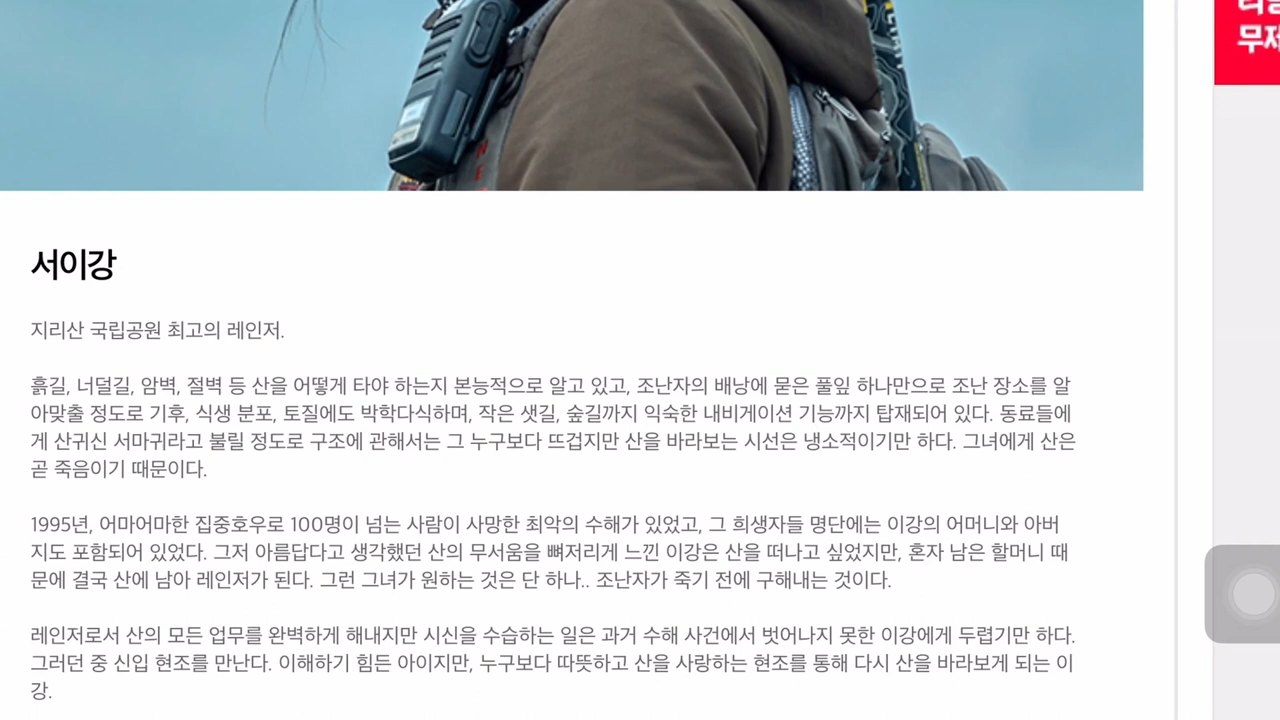 무제
서이강
지리산 국립공원 최고의 레인저.
흙길, 너덜길, 암벽, 절벽 등 산을 어떻게 타야 하는지 본능적으로 알고 있고, 조난자의 배낭에 묻은 풀잎 하나만으로 조난 장소를 알
아맞출 정도로 기후, 식생 분포, 토질에도 박학다식하며, 작은 샛길, 숲길까지 익숙한 내비게이션 기능까지 탑재되어 있다. 동료들에
게 산귀신 서마귀라고 불릴 정도로 구조에 관해서는 그 누구보다 뜨겁지만 산을 바라보는 시선은 냉소적이기만 하다. 그녀에게 산은
곧 죽음이기 때문이다.
1995년, 어마어마한 집중호우로 100명이 넘는 사람이 사망한 최악의 수해가 있었고, 그 희생자들 명단에는 이강의 어머니와 아버
지도 포함되어 있었다. 그저 아름답다고 생각했던 산의 무서움을 뼈저리게 느낀 이강은 산을 떠나고 싶었지만, 혼자 남은 할머니 때
문에 결국 산에 남아 레인저가 된다. 그런 그녀가 원하는 것은 단 하나.. 조난자가 죽기 전에 구해내는 것이다.
레인저로서 산의 모든 업무를 완벽하게 해내지만 시신을 수습하는 일은 과거 수해 사건에서 벗어나지 못한 이강에게 두렵기만 하다.
그러던 중 신입 현조를 만난다. 이해하기 힘든 아이지만, 누구보다 따뜻하고 산을 사랑하는 현조를 통해 다시 산을 바라보게 되는 이
강.